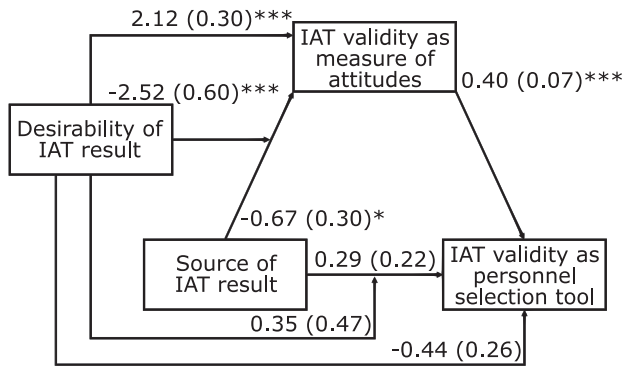 2.12 (0.30)***
IAT validity as
measure of
attitudes
-2.52 (0.60)***
0.40 (0.07)***
Desirability of
IAT result
-0.67 (0.30)*
Source of
IAT result
0.29 (0.22)
IAT validity as
personnel
selection tool
0.35 (0.47)
-0.44 (0.26)